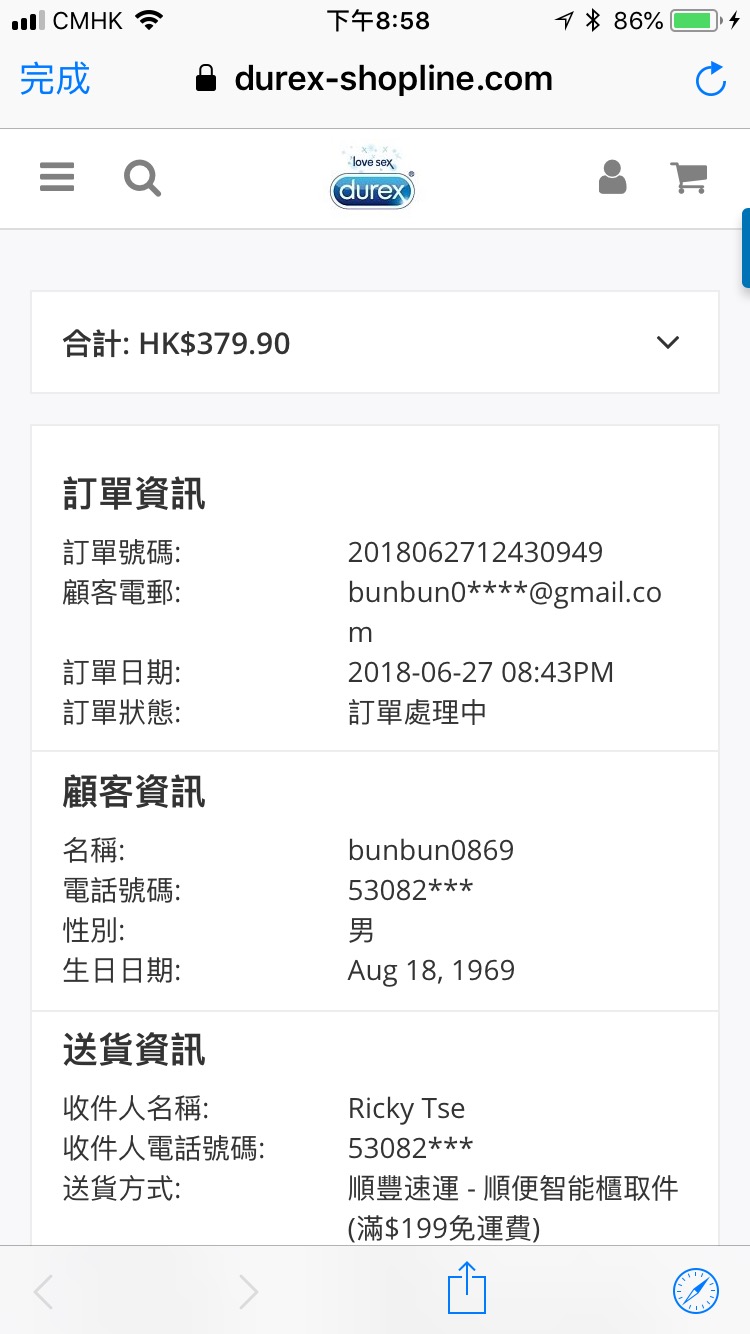 CMHK 下午8:58 86%
完成 durex-shopline.com
love sex
durex®
合計: HK$379.90
訂單資訊
訂單號碼: 2018062712430949
顧客電郵: bunbun0****@gmail.co
m
訂單日期: 2018-06-27 08:43PM
訂單狀態: 訂單處理中
顧客資訊
名稱: bunbun0869
電話號碼: 53082***
性別: 男
生日日期: Aug 18, 1969
送貨資訊
收件人名稱: Ricky Tse
收件人電話號碼: 53082***
送貨方式: 順豐速運 - 順便智能櫃取件
(滿$199免運費)